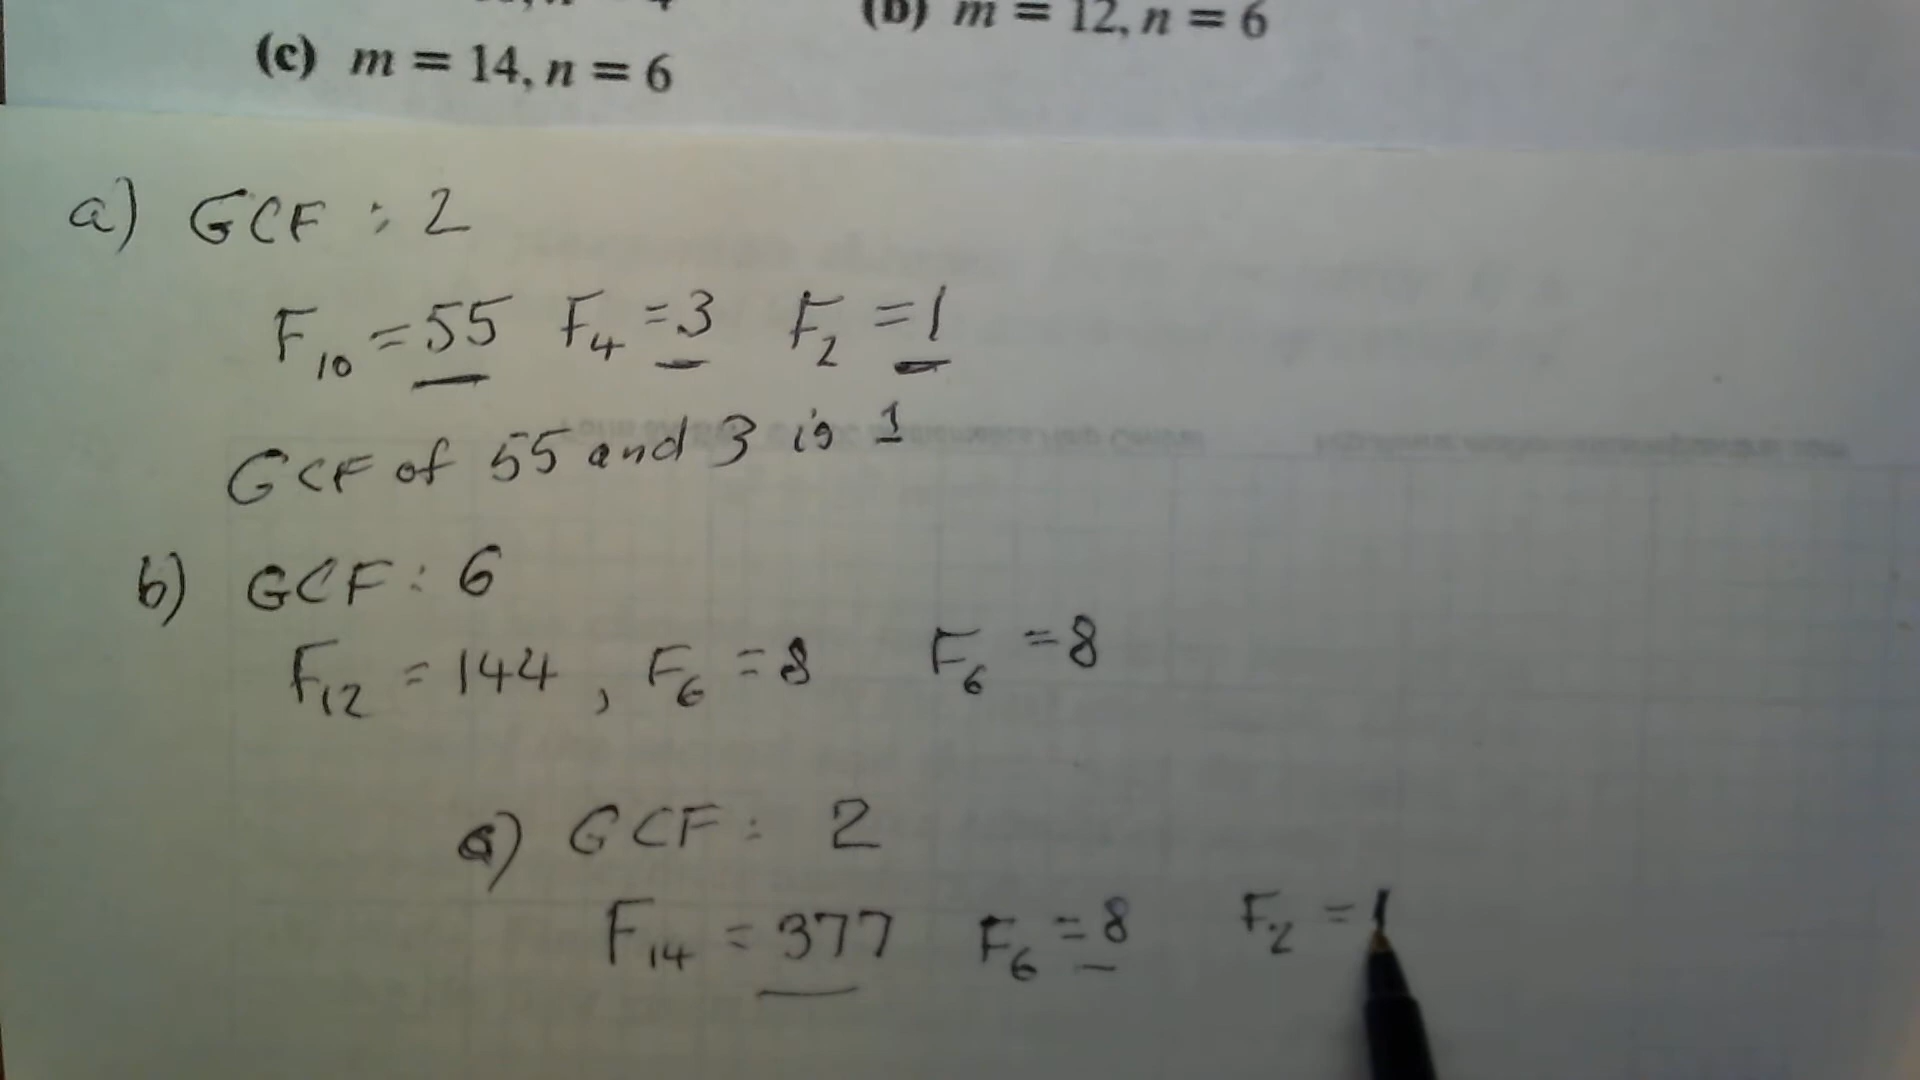 (b) m = 12, n = 6
(c) m = 14, n = 6
a) GCF : 2
F10 = 55 F4 = 3 F2 = 1
GCF of 55 and 3 is 1
b) GCF : 6
F12 = 144 , F6 = 8 F6 = 8
c) GCF : 2
F14 = 377 F6 = 8 F2 = 1